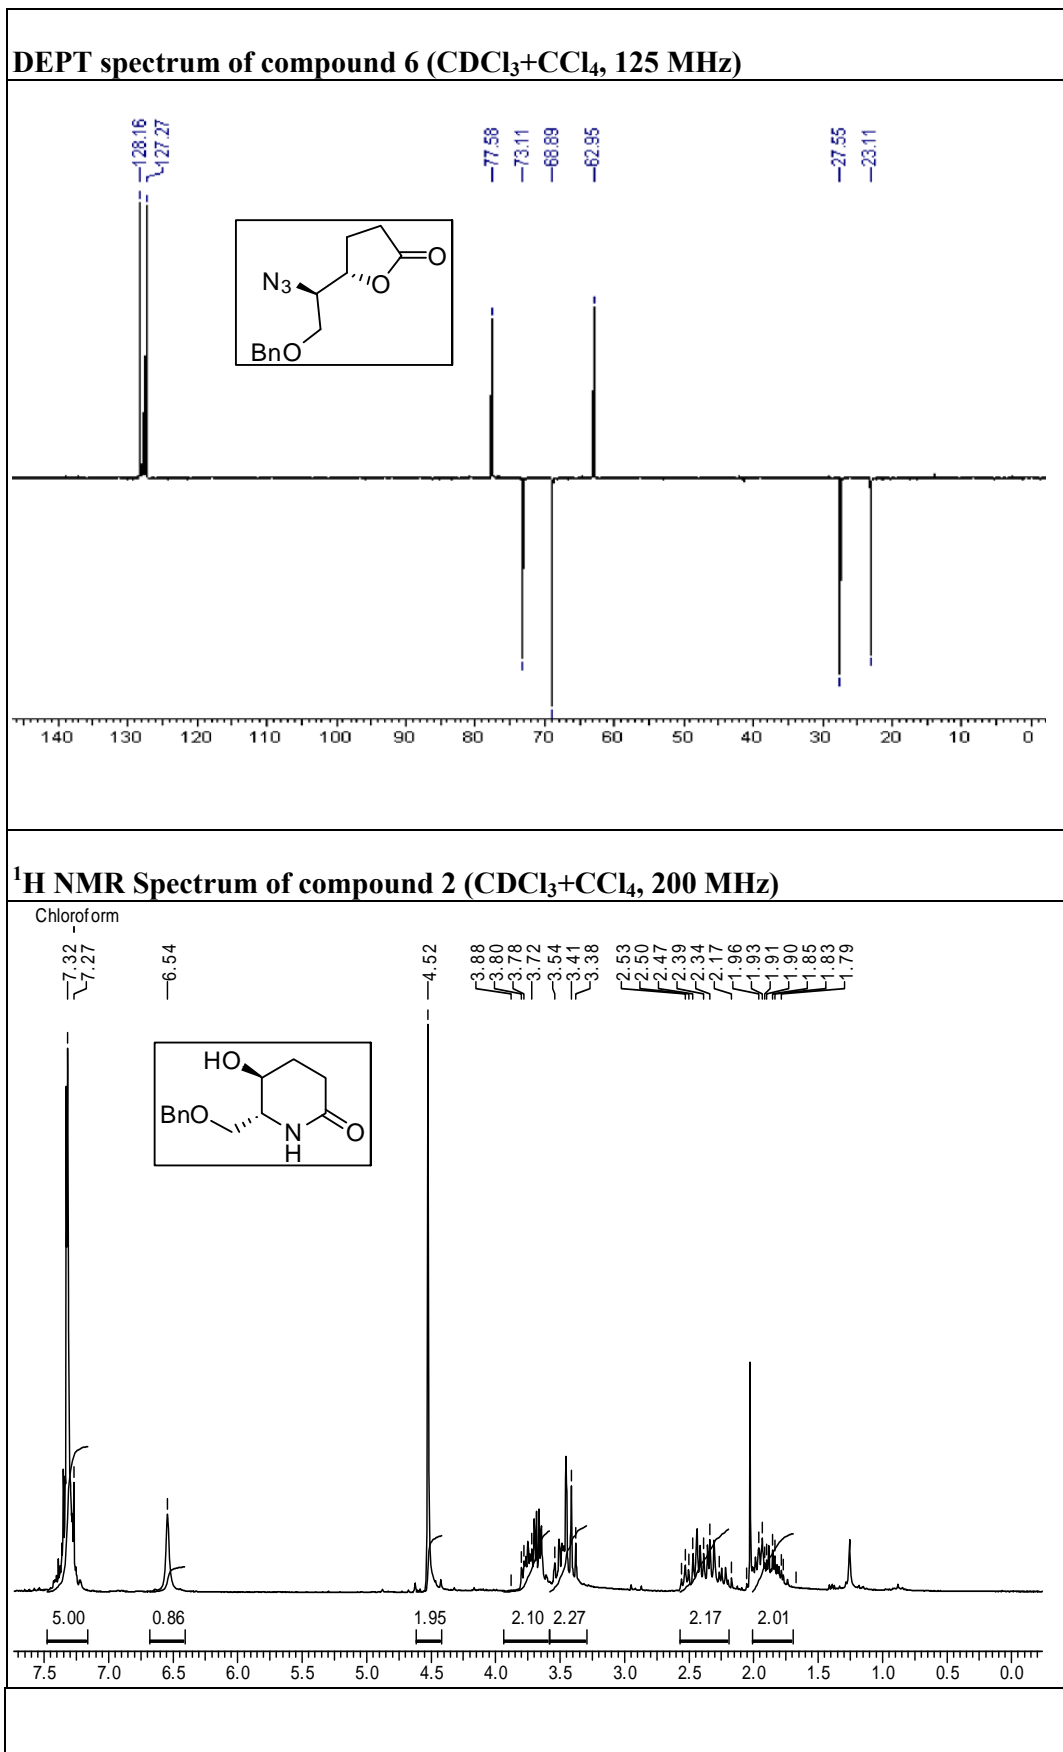 DEPT spectrum of compound 6 (CDCl₃+CCl₄, 125 MHz)
128.16
127.27
77.58
73.11
68.89
62.95
27.55
23.11
O
N₃
O
BnO
140 130 120 110 100 90 80 70 60 50 40 30 20 10 0
¹H NMR Spectrum of compound 2 (CDCl₃+CCl₄, 200 MHz)
Chloroform
7.32
7.27
6.54
4.52
3.88
3.80
3.78
3.72
3.54
3.41
3.38
2.53
2.50
2.47
2.39
2.34
2.17
1.96
1.93
1.91
1.90
1.85
1.83
1.79
HO
BnO
N
H
O
5.00 0.86 1.95 2.10 2.27 2.17 2.01
7.5 7.0 6.5 6.0 5.5 5.0 4.5 4.0 3.5 3.0 2.5 2.0 1.5 1.0 0.5 0.0